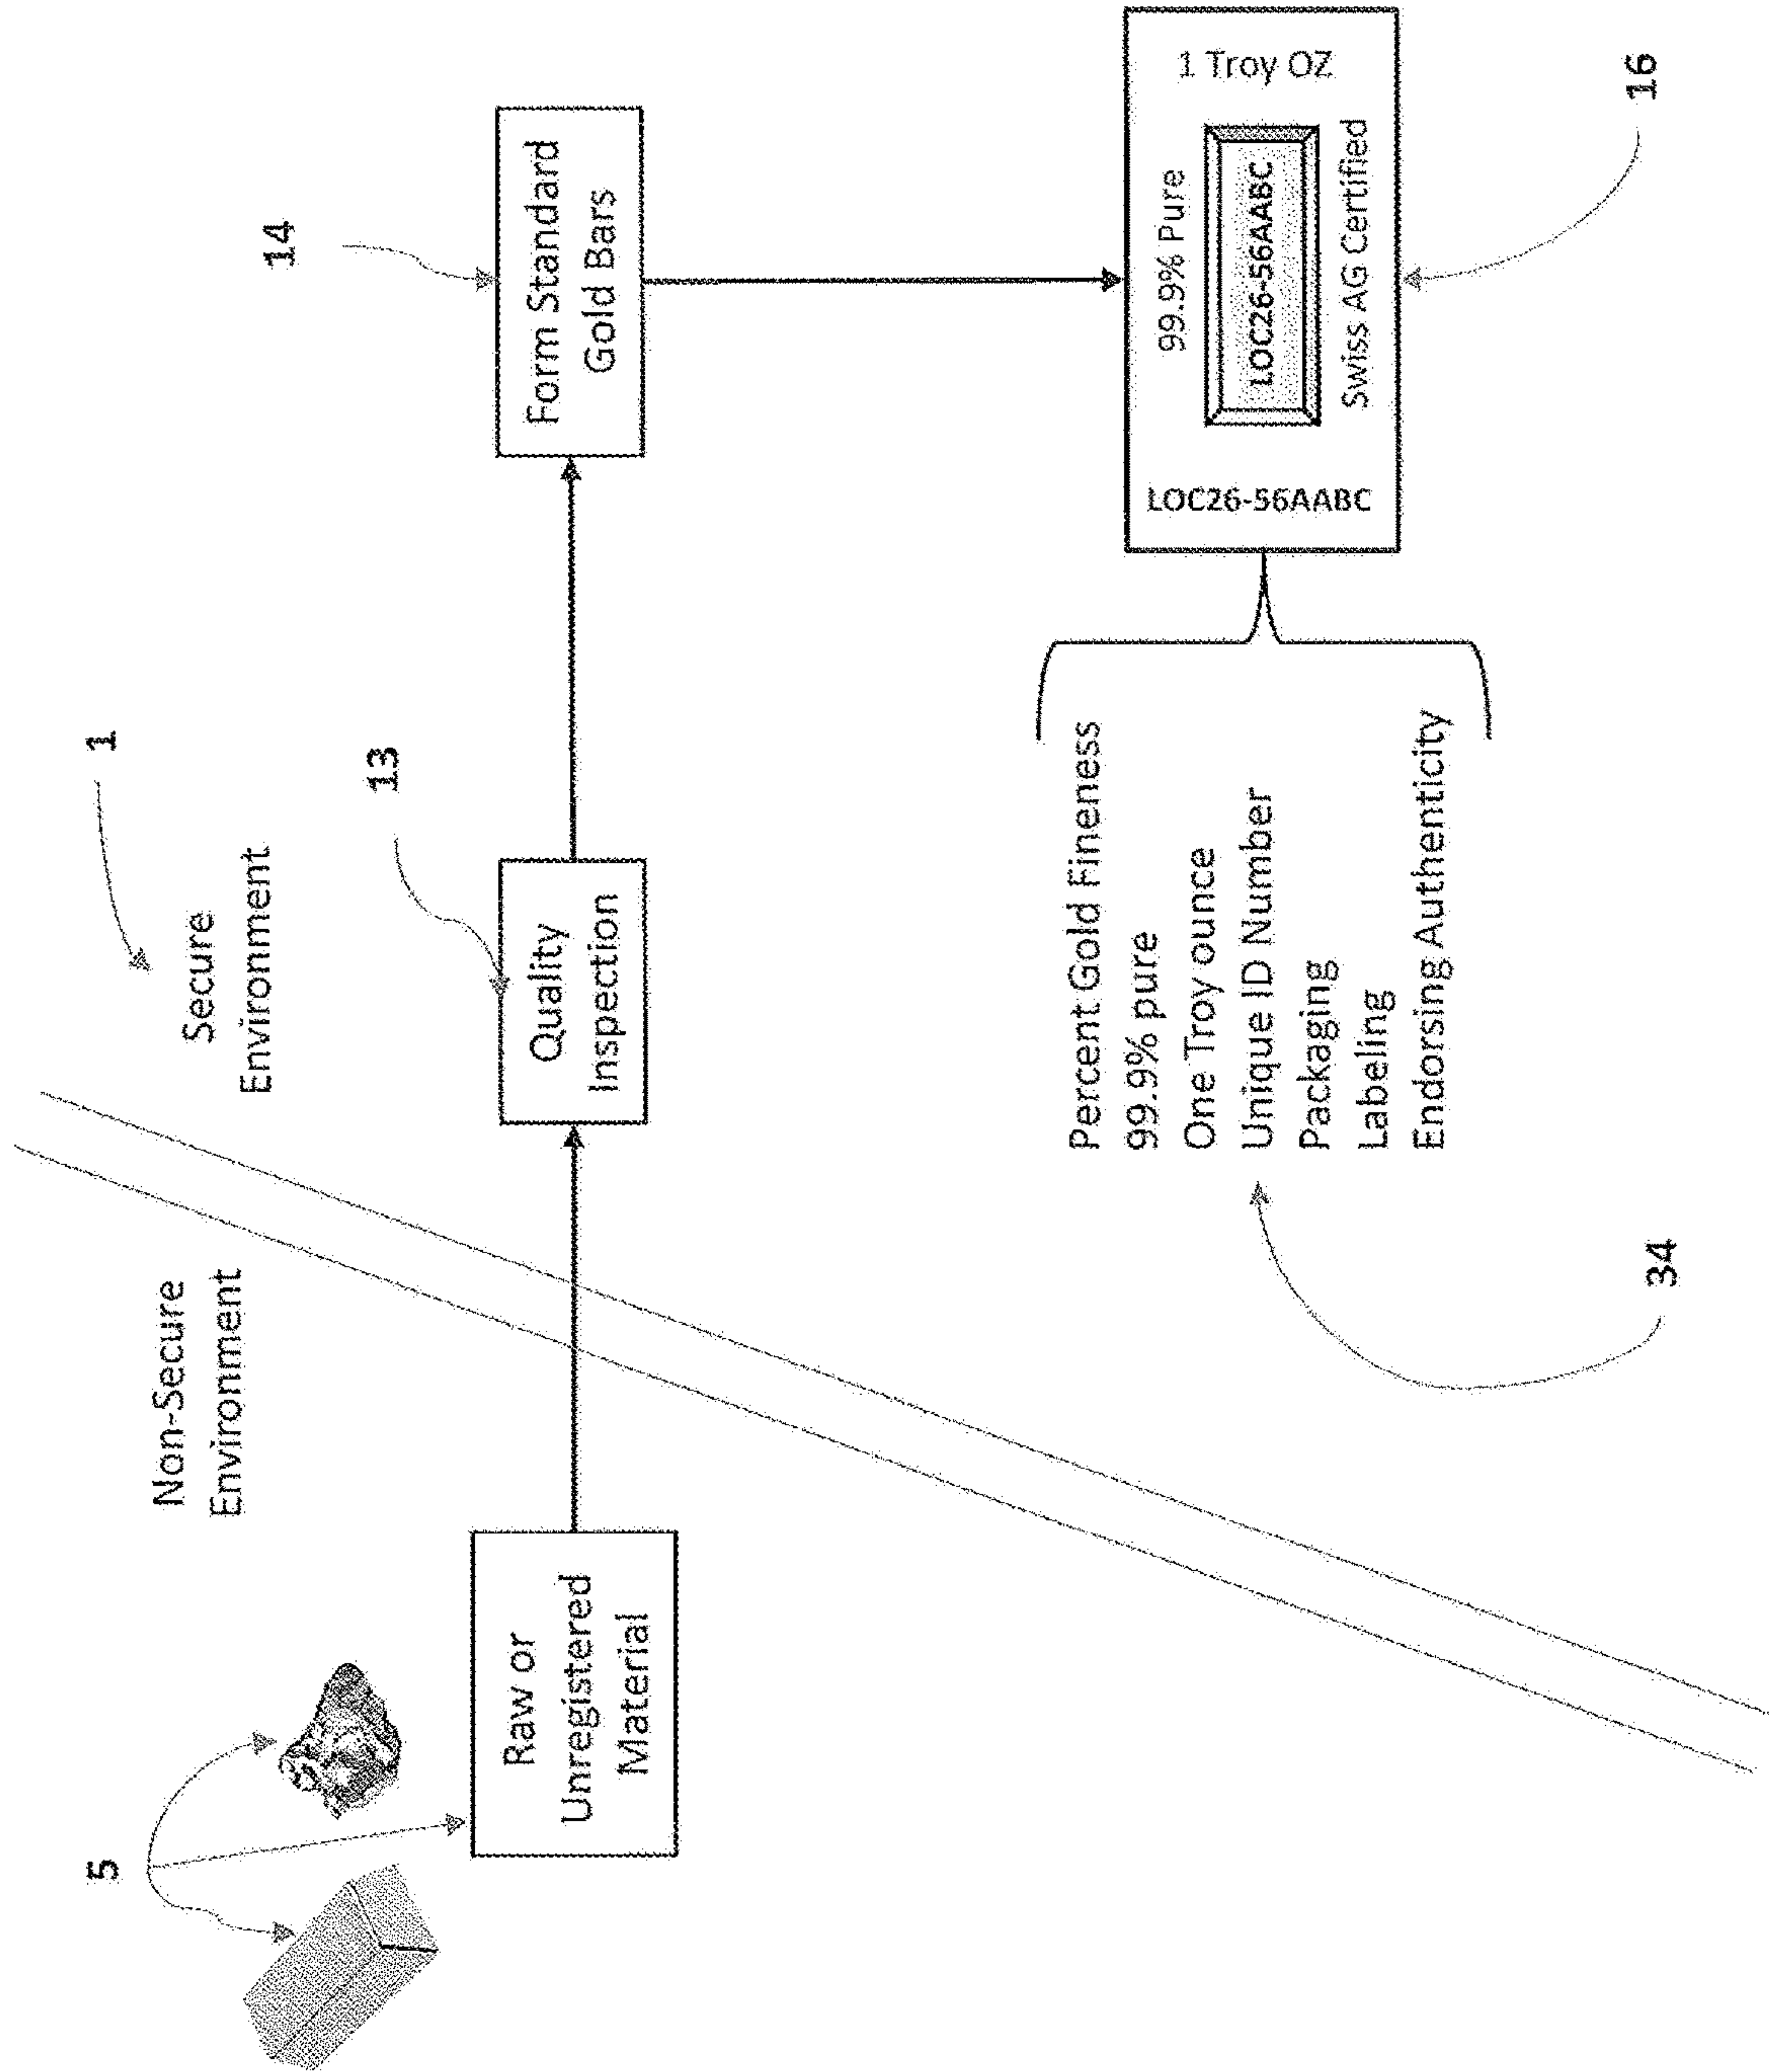 1
Non-Secure
Environment
Secure
Environment
5
13
14
Raw or
Unregistered
Material
Quality
Inspection
Form Standard
Gold Bars
Percent Gold Fineness
99.9% pure
One Troy ounce
Unique ID Number
Packaging
Labeling
Endorsing Authenticity
LOC26-56AABC
99.9% Pure
LOC26-56AABC
Swiss AG Certified
1 Troy OZ
34
16